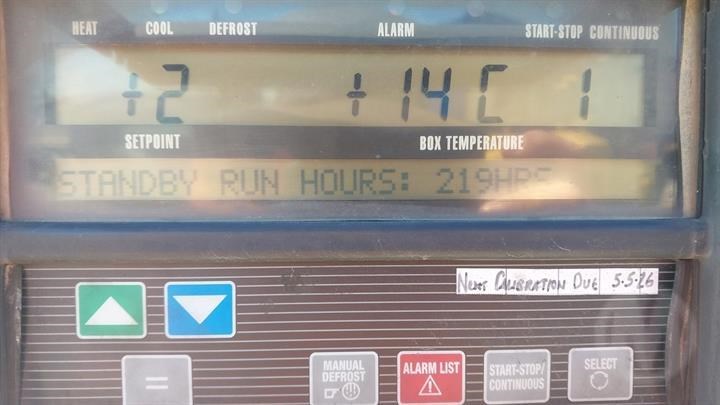 HEAT COOL DEFROST ALARM START-STOP CONTINUOUS
+2 +14C 1
SETPOINT BOX TEMPERATURE
STANDBY RUN HOURS: 219HRS
NEXT CALIBRATION DUE 5.5.26
=
MANUAL DEFROST
ALARM LIST
START-STOP/CONTINUOUS
SELECT